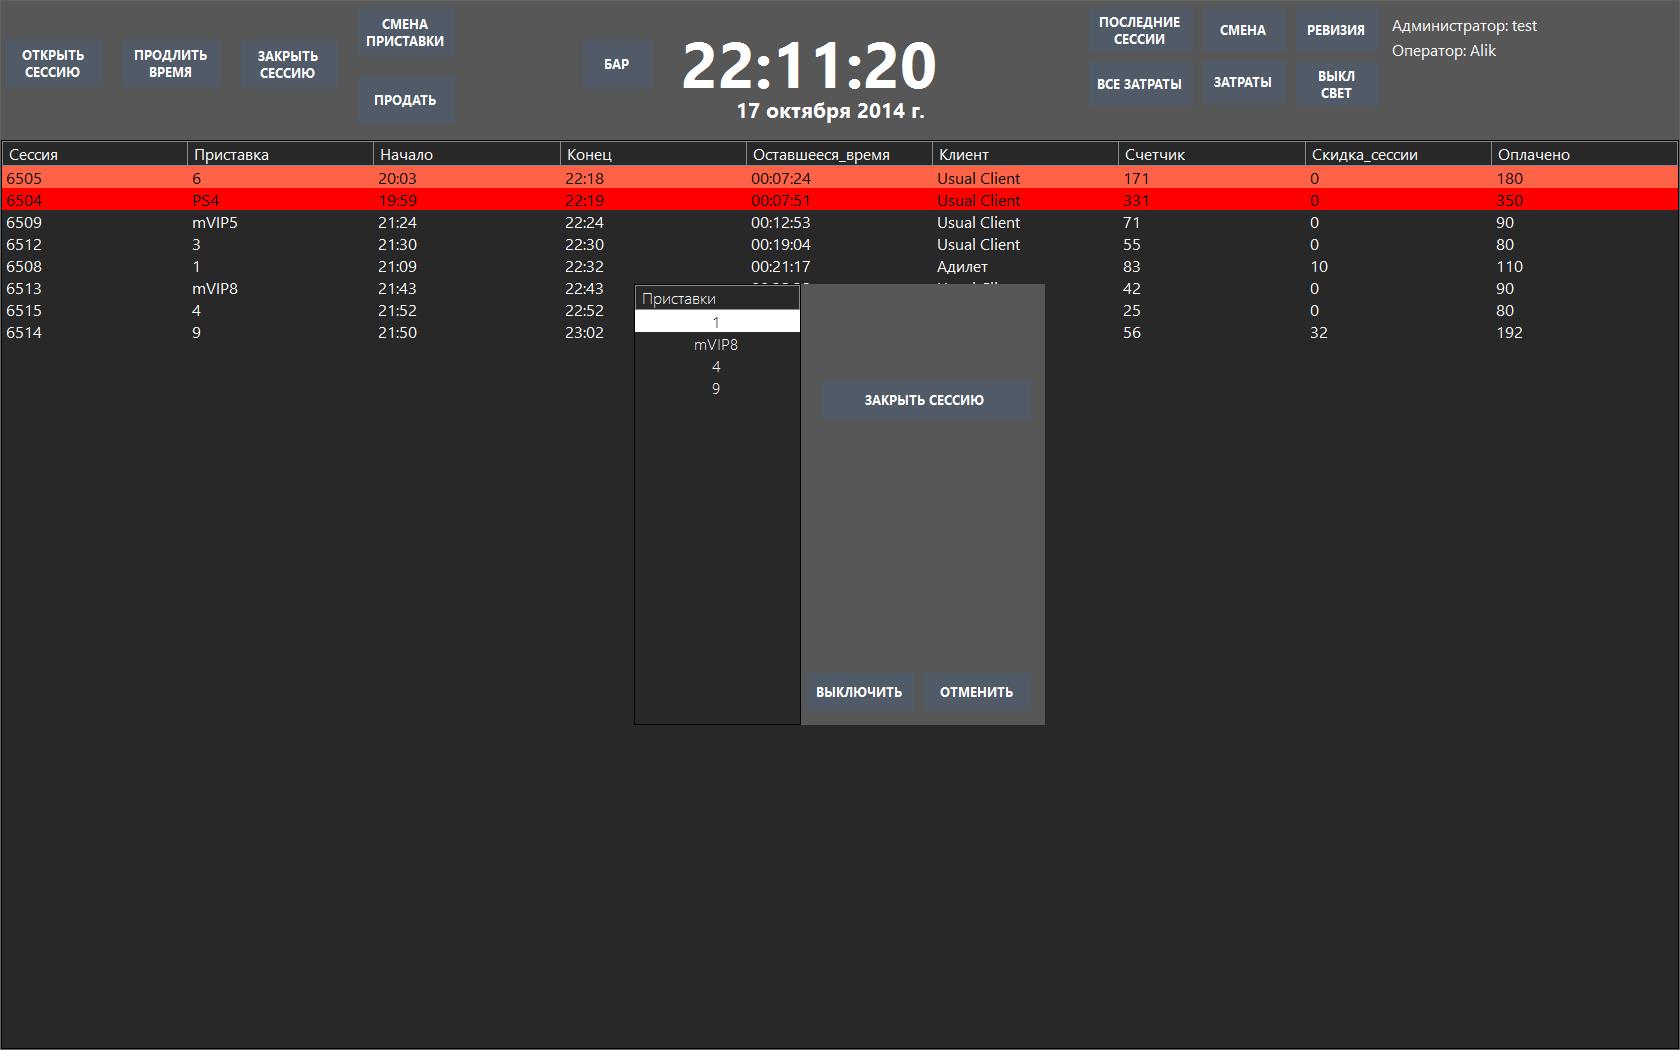 ОТКРЫТЬ СЕССИЮ
ПРОДЛИТЬ ВРЕМЯ
ЗАКРЫТЬ СЕССИЮ
СМЕНА ПРИСТАВКИ
ПРОДАТЬ
БАР
22:11:20
17 октября 2014 г.
ПОСЛЕДНИЕ СЕССИИ
СМЕНА
РЕВИЗИЯ
ВСЕ ЗАТРАТЫ
ЗАТРАТЫ
ВЫКЛ СВЕТ
Администратор: test
Оператор: Alik
Сессия Приставка Начало Конец Оставшееся_время Клиент Счетчик Скидка_сессии Оплачено
6505 6 20:03 22:18 00:07:24 Usual Client 171 0 180
6504 PS4 19:59 22:19 00:07:51 Usual Client 331 0 350
6509 mVIP5 21:24 22:24 00:12:53 Usual Client 71 0 90
6512 3 21:30 22:30 00:19:04 Usual Client 55 0 80
6508 1 21:09 22:32 00:21:17 Адилет 83 10 110
6513 mVIP8 21:43 22:43 42 0 90
6515 4 21:52 22:52 25 0 80
6514 9 21:50 23:02 56 32 192
Приставки
1
mVIP8
4
9
ЗАКРЫТЬ СЕССИЮ
ВЫКЛЮЧИТЬ
ОТМЕНИТЬ